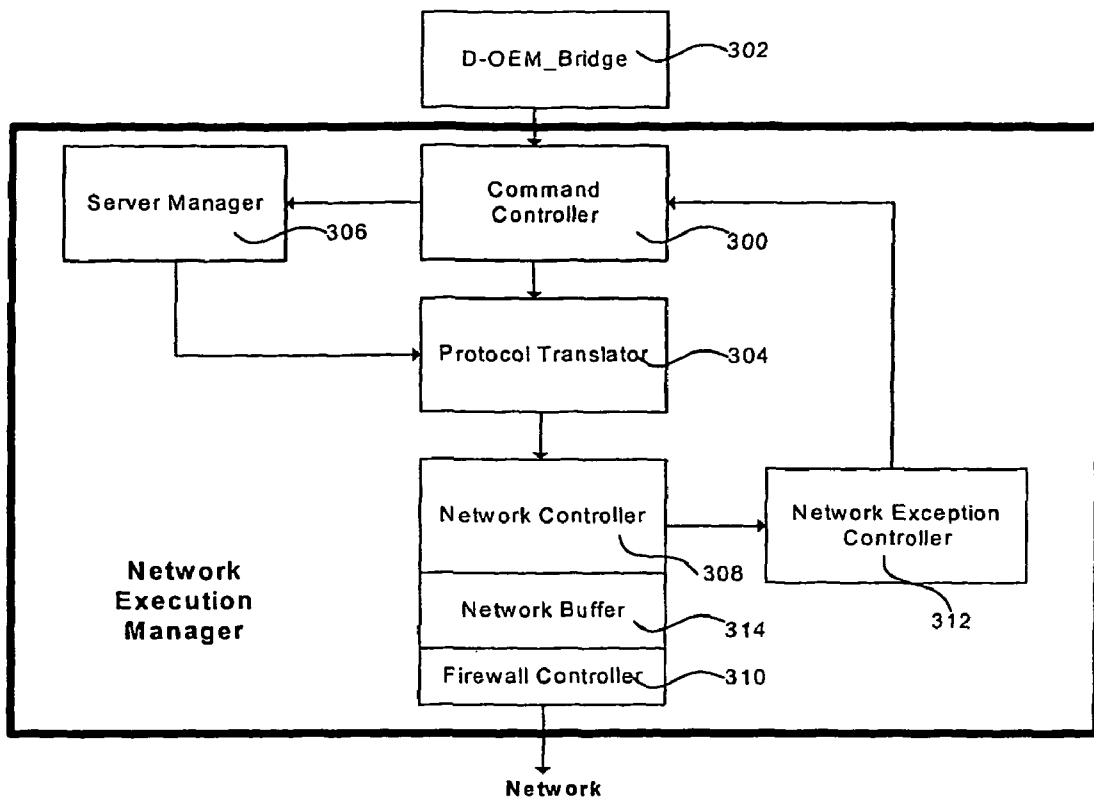 D-OEM_Bridge
302
Server Manager
306
Command
Controller
300
Protocol Translator
304
Network Controller
308
Network Exception
Controller
312
Network
Execution
Manager
Network Buffer
314
Firewall Controller
310
Network